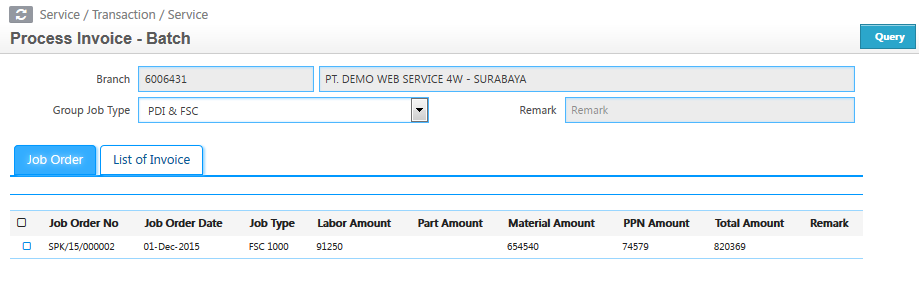 Service / Transaction / Service
Process Invoice - Batch
Query
Branch 6006431 PT. DEMO WEB SERVICE 4W - SURABAYA
Group Job Type PDI & FSC Remark Remark
Job Order List of Invoice
Job Order No Job Order Date Job Type Labor Amount Part Amount Material Amount PPN Amount Total Amount Remark
SPK/15/000002 01-Dec-2015 FSC 1000 91250 654540 74579 820369